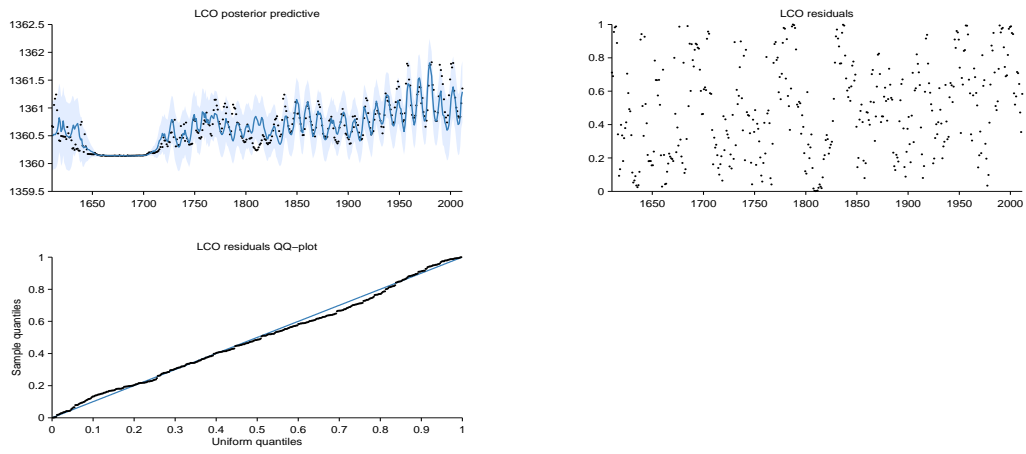 LCO posterior predictive
1362.5
1362
1361.5
1361
1360.5
1360
1359.5
1650 1700 1750 1800 1850 1900 1950 2000
LCO residuals
1
0.8
0.6
0.4
0.2
0
1650 1700 1750 1800 1850 1900 1950 2000
LCO residuals QQ–plot
Sample quantiles
1
0.8
0.6
0.4
0.2
0
0 0.1 0.2 0.3 0.4 0.5 0.6 0.7 0.8 0.9 1
Uniform quantiles